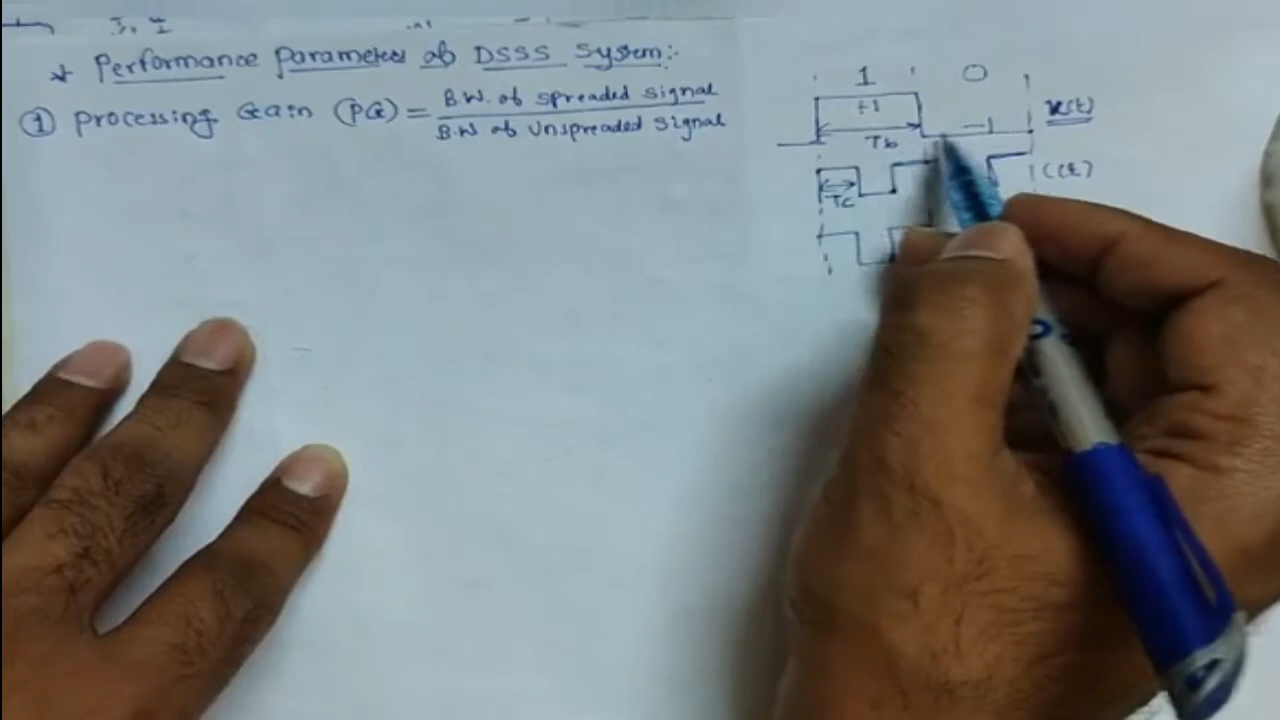 * Performance Parameters of DSSS System:-
1 0
① Processing Gain (PG) = B.W. of Spreaded Signal
B.W of Unspreaded Signal
+1 -1 x(t)
Tb
c(t)
Tc